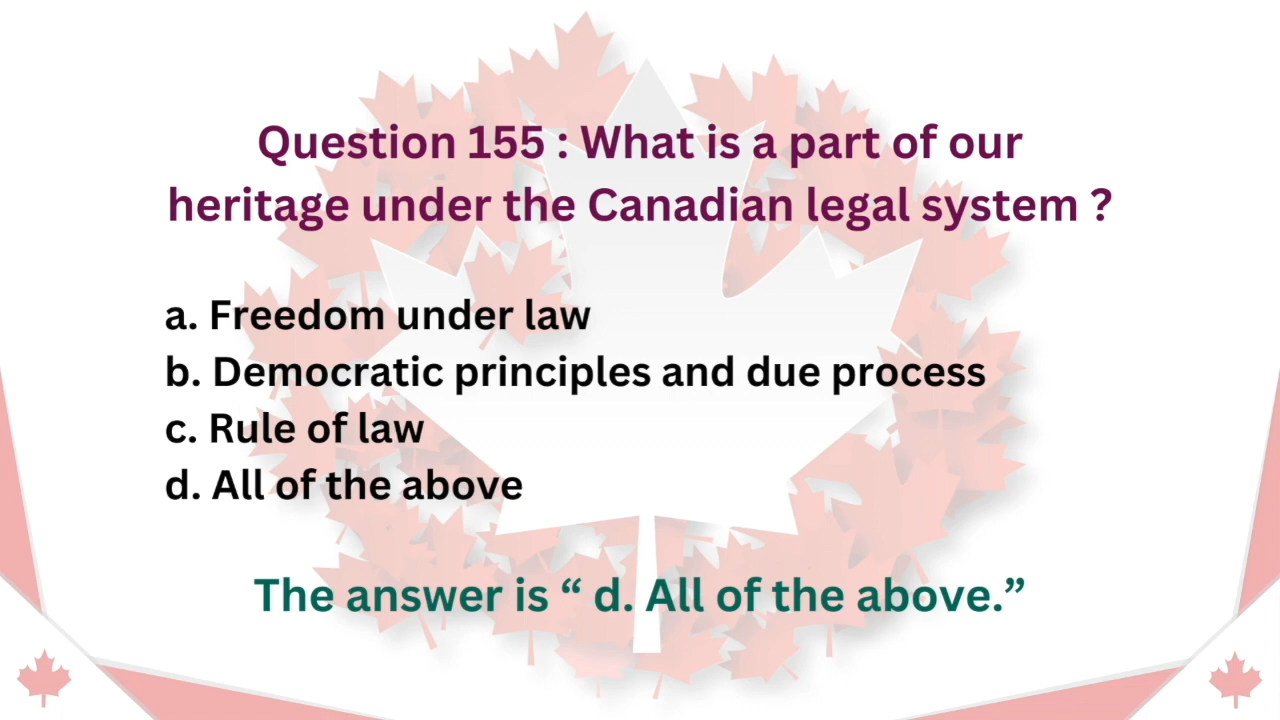 Question 155 : What is a part of our
heritage under the Canadian legal system ?
a. Freedom under law
b. Democratic principles and due process
c. Rule of law
d. All of the above
The answer is “ d. All of the above.”